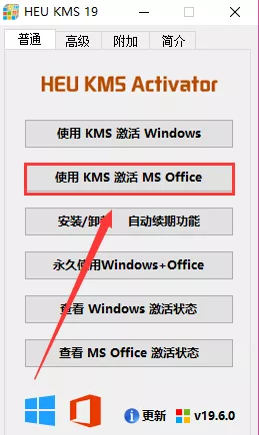 HEU KMS 19
普通 高级 附加 简介
HEU KMS Activator
使用 KMS 激活 Windows
使用 KMS 激活 MS Office
安装/卸 自动续期功能
永久使用Windows+Office
查看 Windows 激活状态
查看 MS Office 激活状态
更新 v19.6.0